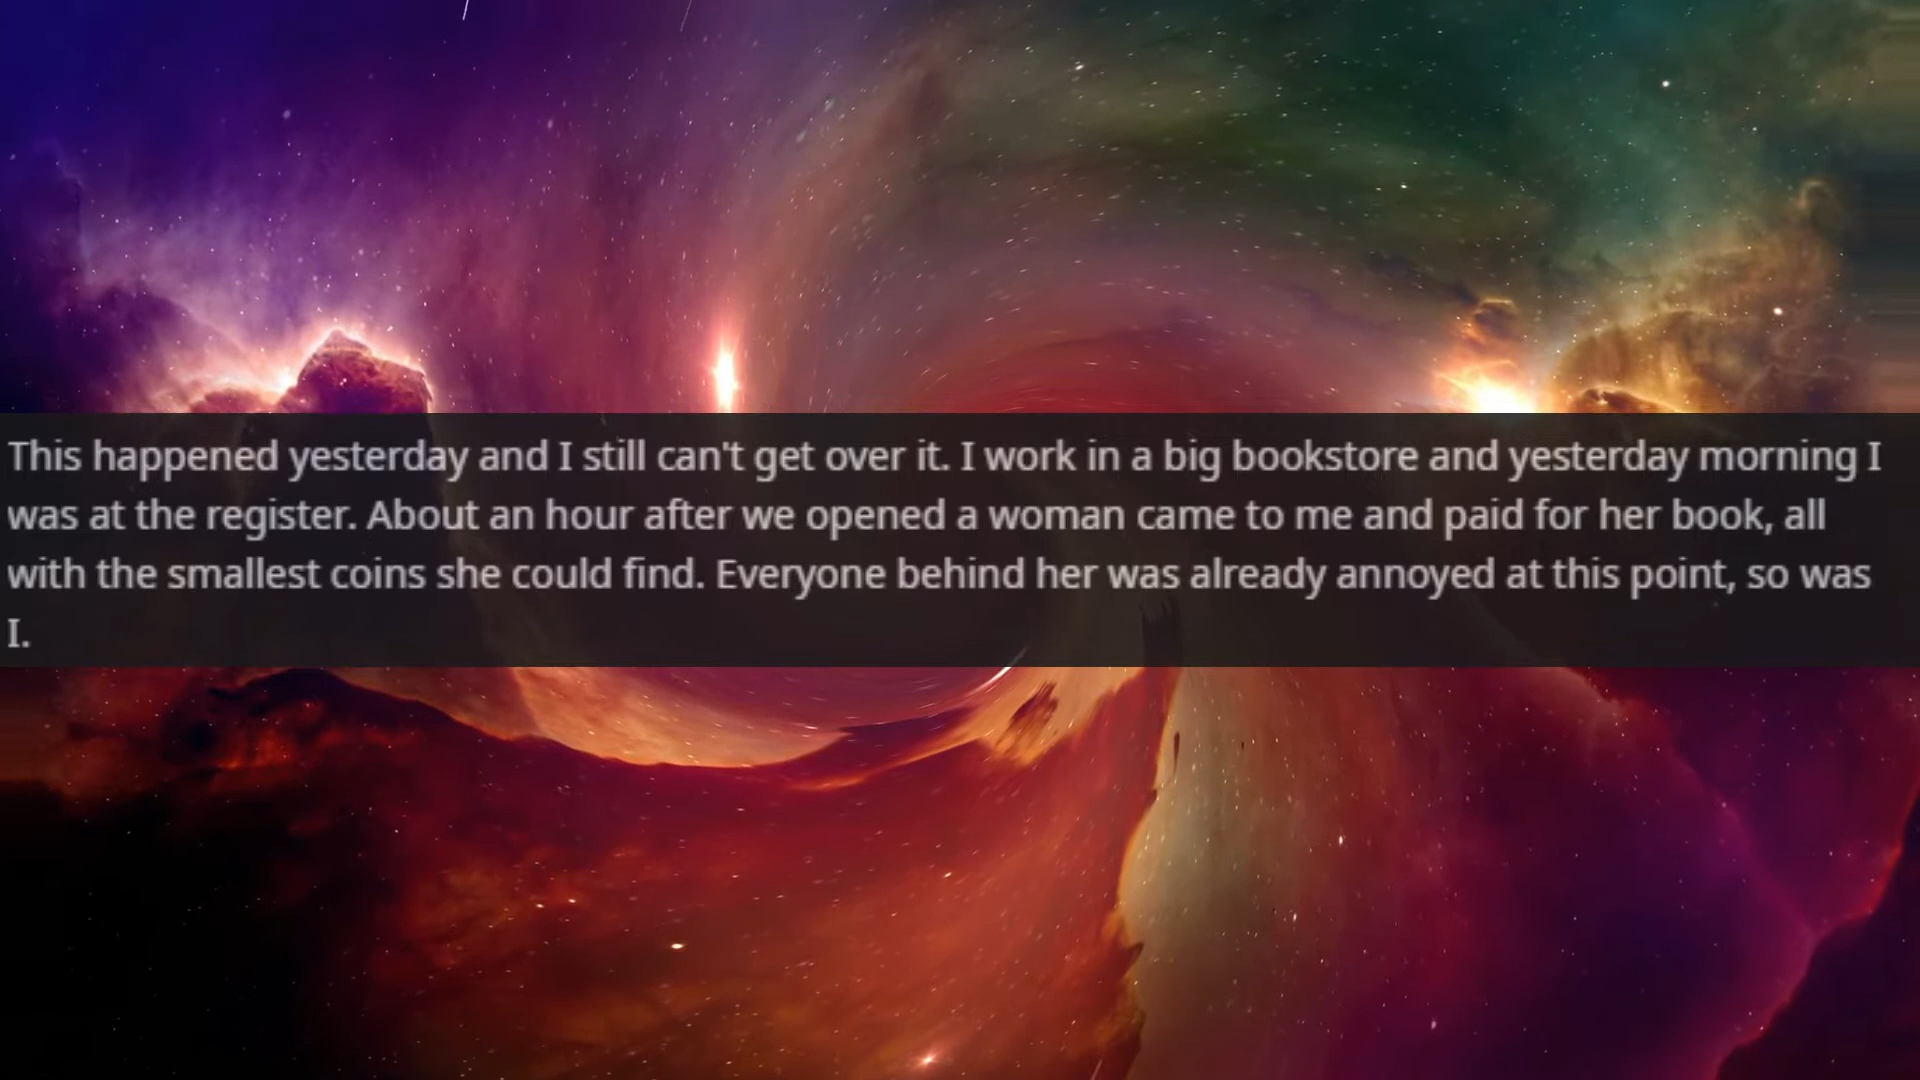 This happened yesterday and I still can't get over it. I work in a big bookstore and yesterday morning I
was at the register. About an hour after we opened a woman came to me and paid for her book, all
with the smallest coins she could find. Everyone behind her was already annoyed at this point, so was
I.